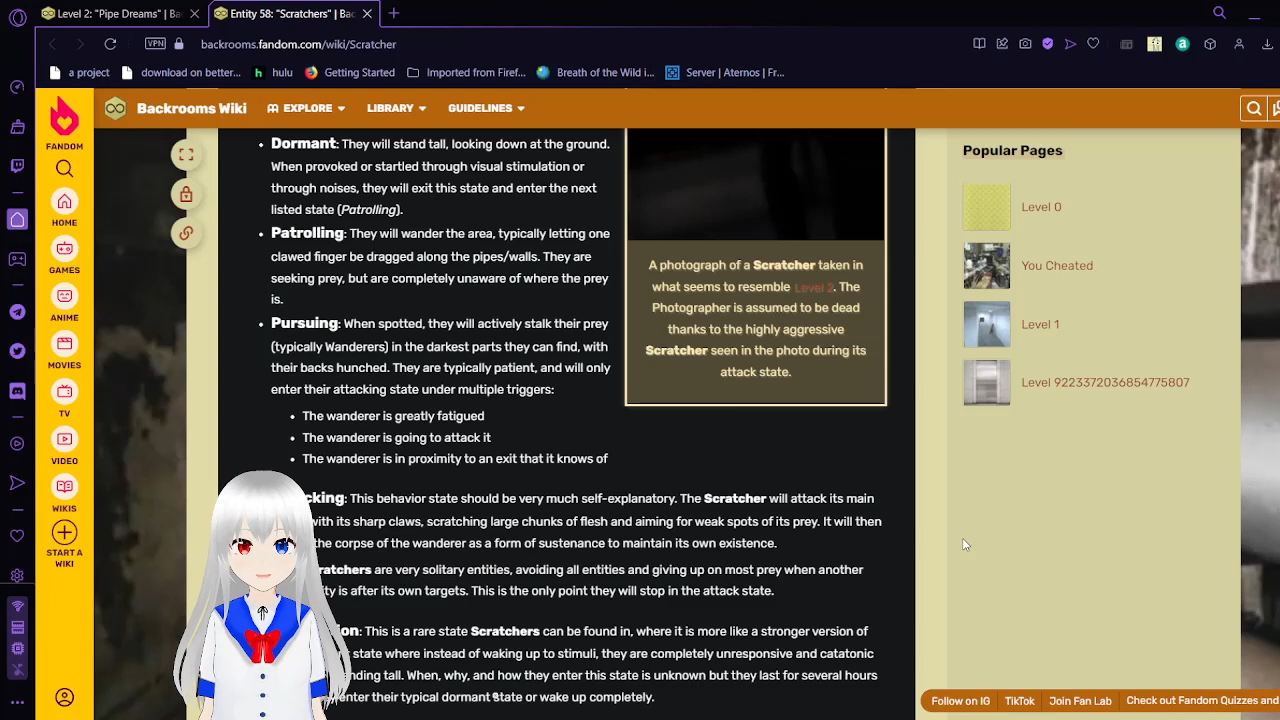 Level 2: "Pipe Dreams" | Ba
Entity 58: "Scratchers" | Bac
VPN
backrooms.fandom.com/wiki/Scratcher
a project
download on better...
hulu
Getting Started
Imported from Firef...
Breath of the Wild i...
Server | Aternos | Fr...
FANDOM
HOME
GAMES
ANIME
MOVIES
TV
VIDEO
WIKIS
START A
WIKI
Backrooms Wiki
EXPLORE
LIBRARY
GUIDELINES
• Dormant: They will stand tall, looking down at the ground.
When provoked or startled through visual stimulation or
through noises, they will exit this state and enter the next
listed state (Patrolling).
• Patrolling: They will wander the area, typically letting one
clawed finger be dragged along the pipes/walls. They are
seeking prey, but are completely unaware of where the prey
is.
• Pursuing: When spotted, they will actively stalk their prey
(typically Wanderers) in the darkest parts they can find, with
their backs hunched. They are typically patient, and will only
enter their attacking state under multiple triggers:
• The wanderer is greatly fatigued
• The wanderer is going to attack it
• The wanderer is in proximity to an exit that it knows of
cking: This behavior state should be very much self-explanatory. The Scratcher will attack its main
with its sharp claws, scratching large chunks of flesh and aiming for weak spots of its prey. It will then
the corpse of the wanderer as a form of sustenance to maintain its own existence.
ratchers are very solitary entities, avoiding all entities and giving up on most prey when another
ity is after its own targets. This is the only point they will stop in the attack state.
ion: This is a rare state Scratchers can be found in, where it is more like a stronger version of
state where instead of waking up to stimuli, they are completely unresponsive and catatonic
nding tall. When, why, and how they enter this state is unknown but they last for several hours
enter their typical dormant state or wake up completely.
A photograph of a Scratcher taken in
what seems to resemble Level 2. The
Photographer is assumed to be dead
thanks to the highly aggressive
Scratcher seen in the photo during its
attack state.
Popular Pages
Level 0
You Cheated
Level 1
Level 9223372036854775807
Follow on IG
TikTok
Join Fan Lab
Check out Fandom Quizzes and